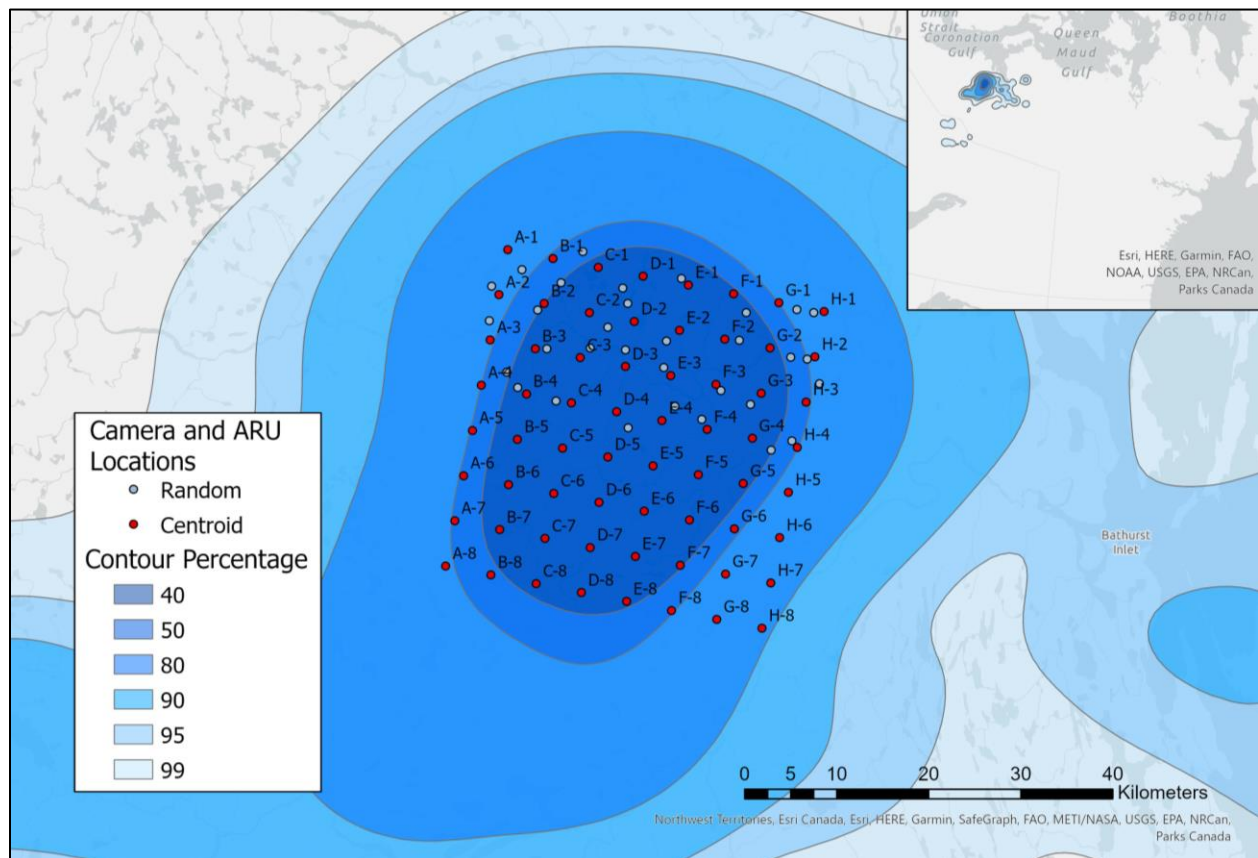 Union
Strait
Coronation
Gulf
Queen
Maud
Gulf
Boothia
Esri, HERE, Garmin, FAO,
NOAA, USGS, EPA, NRCan,
Parks Canada
A-1
B-1
C-1
D-1
E-1
F-1
G-1
H-1
A-2
B-2
C-2
D-2
E-2
F-2
G-2
H-2
A-3
B-3
C-3
D-3
E-3
F-3
G-3
H-3
A-4
B-4
C-4
D-4
E-4
F-4
G-4
H-4
A-5
B-5
C-5
D-5
E-5
F-5
G-5
H-5
A-6
B-6
C-6
D-6
E-6
F-6
G-6
H-6
A-7
B-7
C-7
D-7
E-7
F-7
G-7
H-7
A-8
B-8
C-8
D-8
E-8
F-8
G-8
H-8
Bathurst
Inlet
Camera and ARU
Locations
Random
Centroid
Contour Percentage
40
50
80
90
95
99
0 5 10 20 30 40
Kilometers
Northwest Territories, Esri Canada, Esri, HERE, Garmin, SafeGraph, FAO, METI/NASA, USGS, EPA, NRCan,
Parks Canada